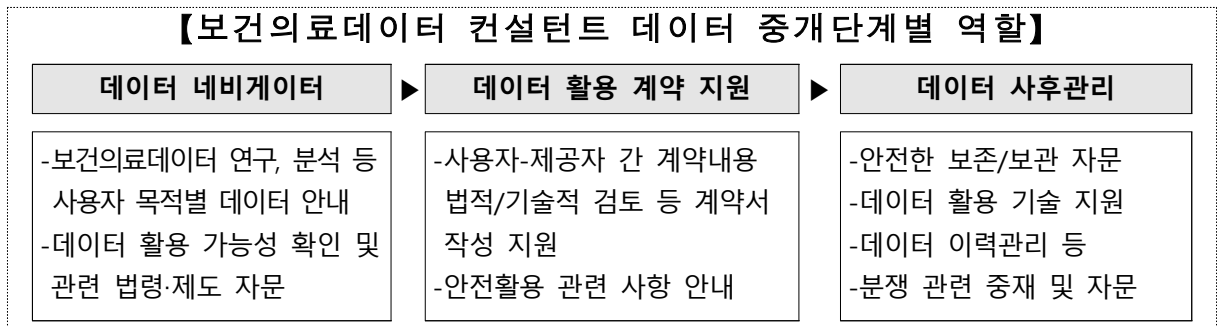 【보건의료데이터 컨설턴트 데이터 중개단계별 역할】
데이터 네비게이터 ▶ 데이터 활용 계약 지원 ▶ 데이터 사후관리
-보건의료데이터 연구, 분석 등
사용자 목적별 데이터 안내
-데이터 활용 가능성 확인 및
관련 법령·제도 자문
-사용자-제공자 간 계약내용
법적/기술적 검토 등 계약서
작성 지원
-안전활용 관련 사항 안내
-안전한 보존/보관 자문
-데이터 활용 기술 지원
-데이터 이력관리 등
-분쟁 관련 중재 및 자문